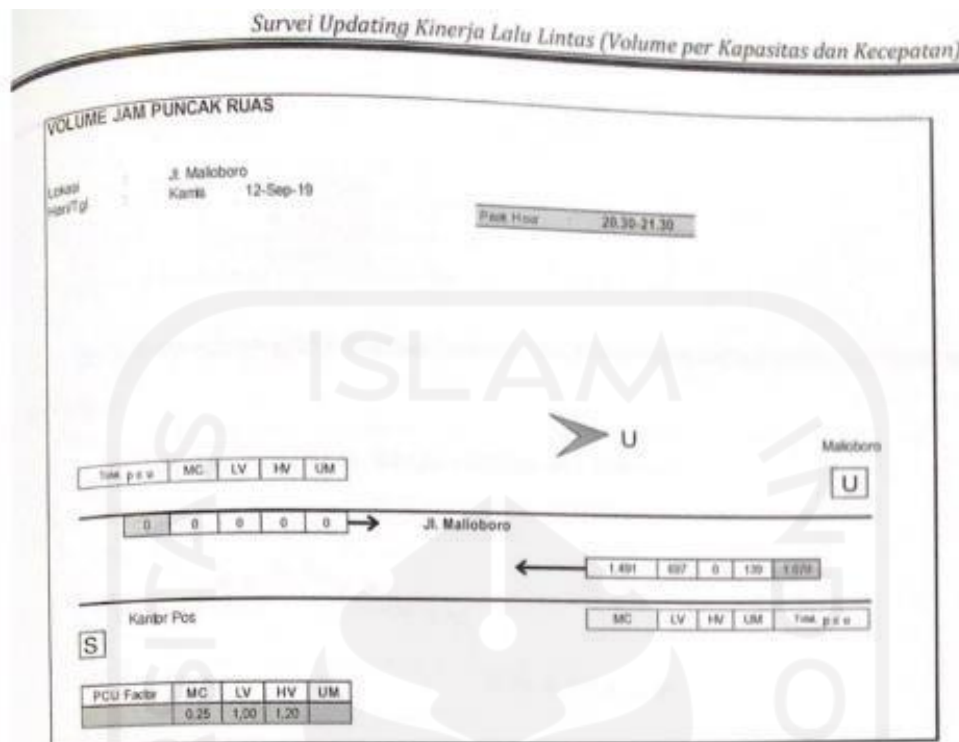 Survei Updating Kinerja Lalu Lintas (Volume per Kapasitas dan Kecepatan)
VOLUME JAM PUNCAK RUAS
Lokasi : Jl. Malioboro
Hari/Tgl : Kamis 12-Sep-19
Peak Hour : 20.30-21.30
ISLAM
U
Malioboro
Total p c u MC LV HV UM
U
0 0 0 0 0 Jl. Malioboro
1.491 697 0 139 1.070
Kantor Pos
MC LV HV UM Total p c u
S
PCU Factor MC LV HV UM
0.25 1,00 1.20